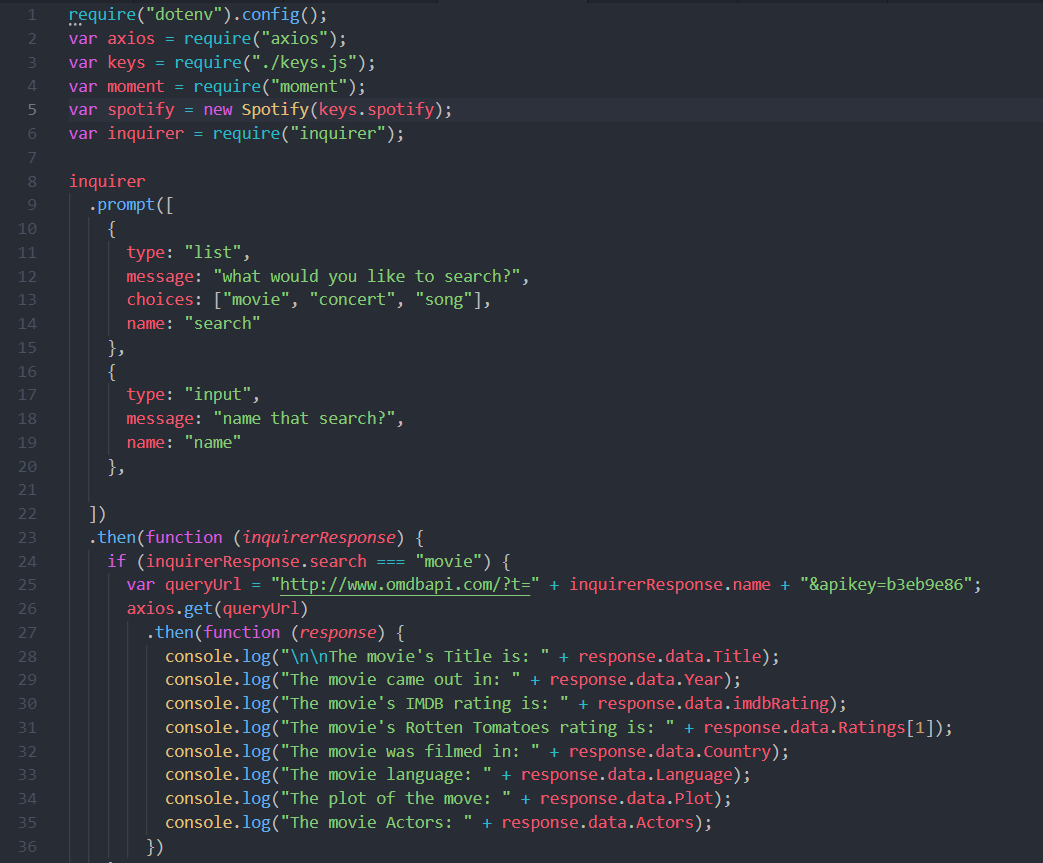 1 require("dotenv").config();
2 var axios = require("axios");
3 var keys = require("./keys.js");
4 var moment = require("moment");
5 var spotify = new Spotify(keys.spotify);
6 var inquirer = require("inquirer");
7
8 inquirer
9 .prompt([
10 {
11 type: "list",
12 message: "what would you like to search?",
13 choices: ["movie", "concert", "song"],
14 name: "search"
15 },
16 {
17 type: "input",
18 message: "name that search?",
19 name: "name"
20 },
21
22 ])
23 .then(function (inquirerResponse) {
24 if (inquirerResponse.search === "movie") {
25 var queryUrl = "http://www.omdbapi.com/?t=" + inquirerResponse.name + "&apikey=b3eb9e86";
26 axios.get(queryUrl)
27 .then(function (response) {
28 console.log("\n\nThe movie's Title is: " + response.data.Title);
29 console.log("The movie came out in: " + response.data.Year);
30 console.log("The movie's IMDB rating is: " + response.data.imdbRating);
31 console.log("The movie's Rotten Tomatoes rating is: " + response.data.Ratings[1]);
32 console.log("The movie was filmed in: " + response.data.Country);
33 console.log("The movie language: " + response.data.Language);
34 console.log("The plot of the move: " + response.data.Plot);
35 console.log("The movie Actors: " + response.data.Actors);
36 })